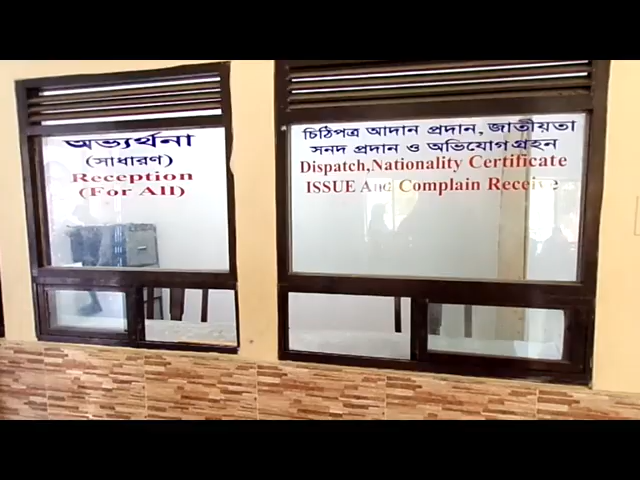 অভ্যর্থনা
(সাধারণ)
Reception
(For All)
চিঠিপত্র আদান প্রদান, জাতীয়তা
সনদ প্রদান ও অভিযোগ গ্রহন
Dispatch,Nationality Certificate
ISSUE And Complain Receive